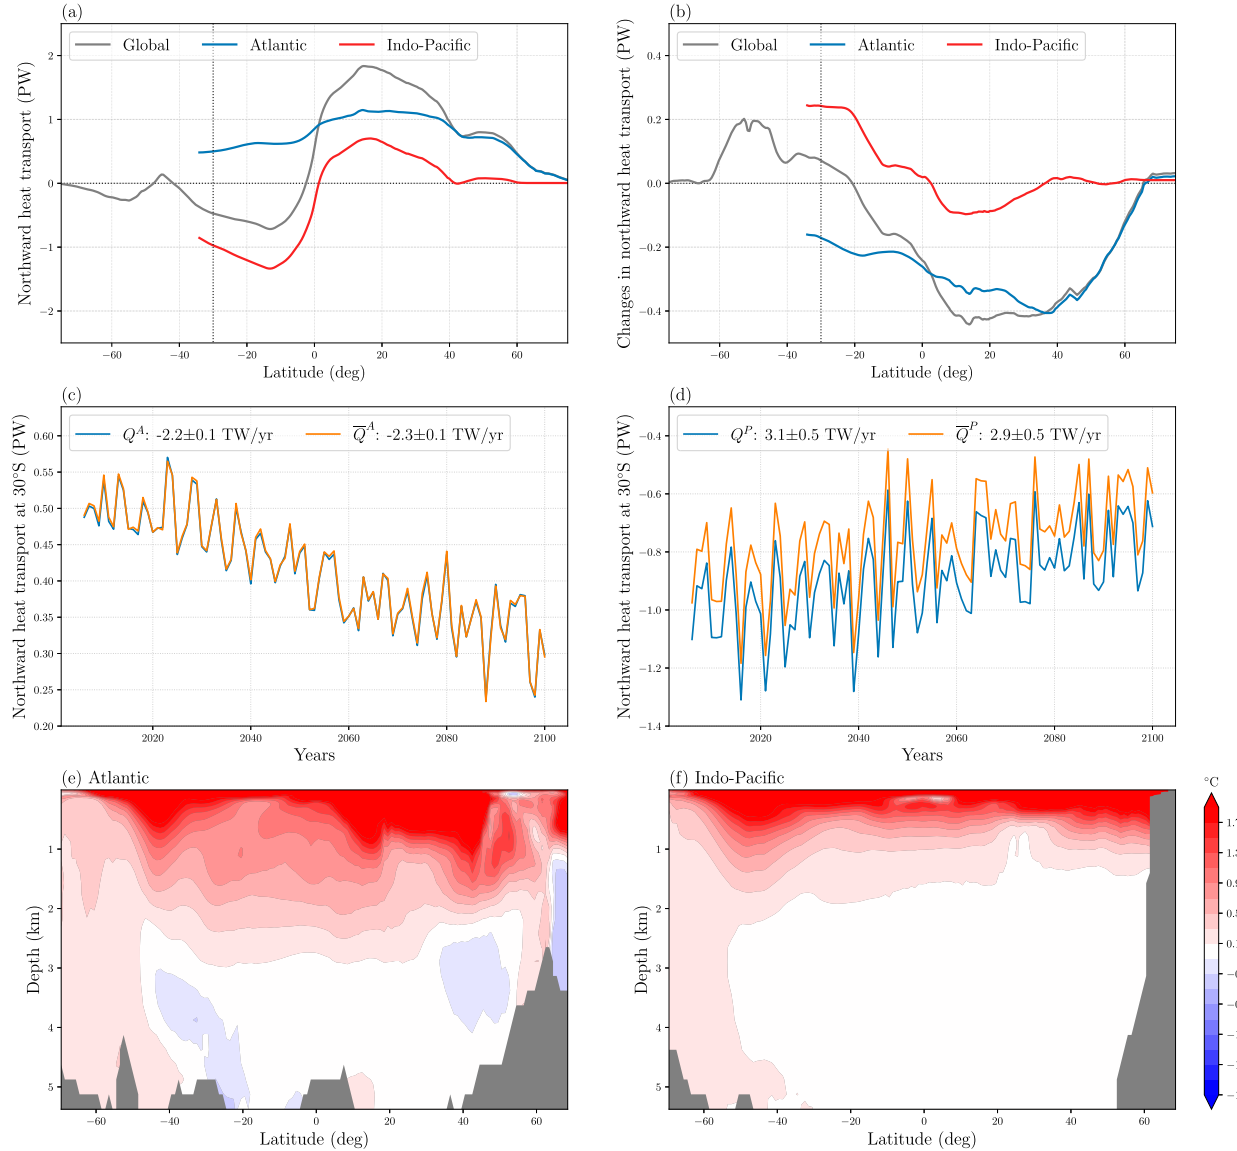 (a)
Global Atlantic Indo-Pacific
Northward heat transport (PW)
2
1
0
−1
−2
−60 −40 −20 0 20 40 60
Latitude (deg)
(b)
Global Atlantic Indo-Pacific
Changes in northward heat transport (PW)
0.4
0.2
0.0
−0.2
−0.4
−60 −40 −20 0 20 40 60
Latitude (deg)
(c)
Q^A: -2.2±0.1 TW/yr Q̅^A: -2.3±0.1 TW/yr
Northward heat transport at 30°S (PW)
0.60
0.55
0.50
0.45
0.40
0.35
0.30
0.25
0.20
2020 2040 2060 2080 2100
Years
(d)
Q^P: 3.1±0.5 TW/yr Q̅^P: 2.9±0.5 TW/yr
Northward heat transport at 30°S (PW)
−0.4
−0.6
−0.8
−1.0
−1.2
−1.4
2020 2040 2060 2080 2100
Years
(e) Atlantic
Depth (km)
1
2
3
4
5
−60 −40 −20 0 20 40 60
Latitude (deg)
(f) Indo-Pacific
Depth (km)
1
2
3
4
5
−60 −40 −20 0 20 40 60
Latitude (deg)
°C